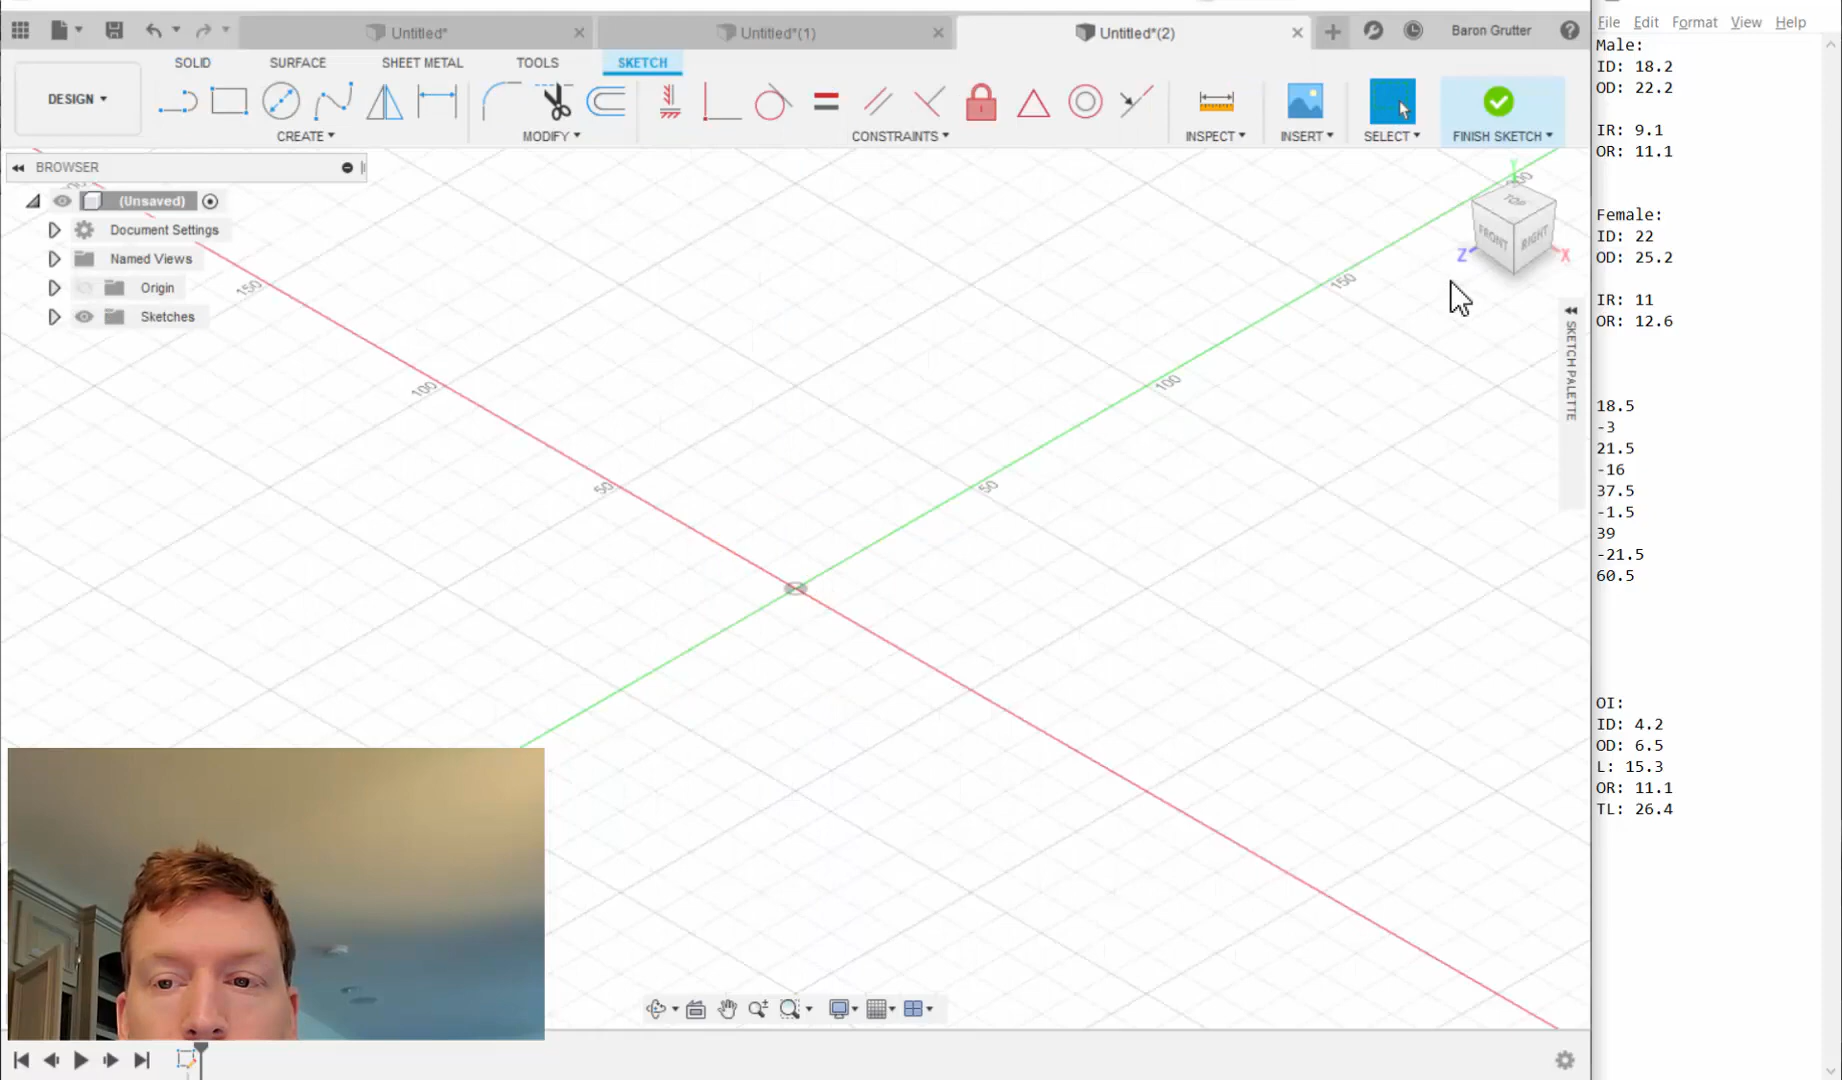 Untitled*
Untitled*(1)
Untitled*(2)
Baron Grutter
SOLID
SURFACE
SHEET METAL
TOOLS
SKETCH
DESIGN
CREATE
MODIFY
CONSTRAINTS
INSPECT
INSERT
SELECT
FINISH SKETCH
BROWSER
(Unsaved)
Document Settings
Named Views
Origin
Sketches
150
100
50
50
100
150
TOP
FRONT
RIGHT
Y
Z
X
SKETCH PALETTE
File Edit Format View Help
Male:
ID: 18.2
OD: 22.2
IR: 9.1
OR: 11.1
Female:
ID: 22
OD: 25.2
IR: 11
OR: 12.6
18.5
-3
21.5
-16
37.5
-1.5
39
-21.5
60.5
OI:
ID: 4.2
OD: 6.5
L: 15.3
OR: 11.1
TL: 26.4